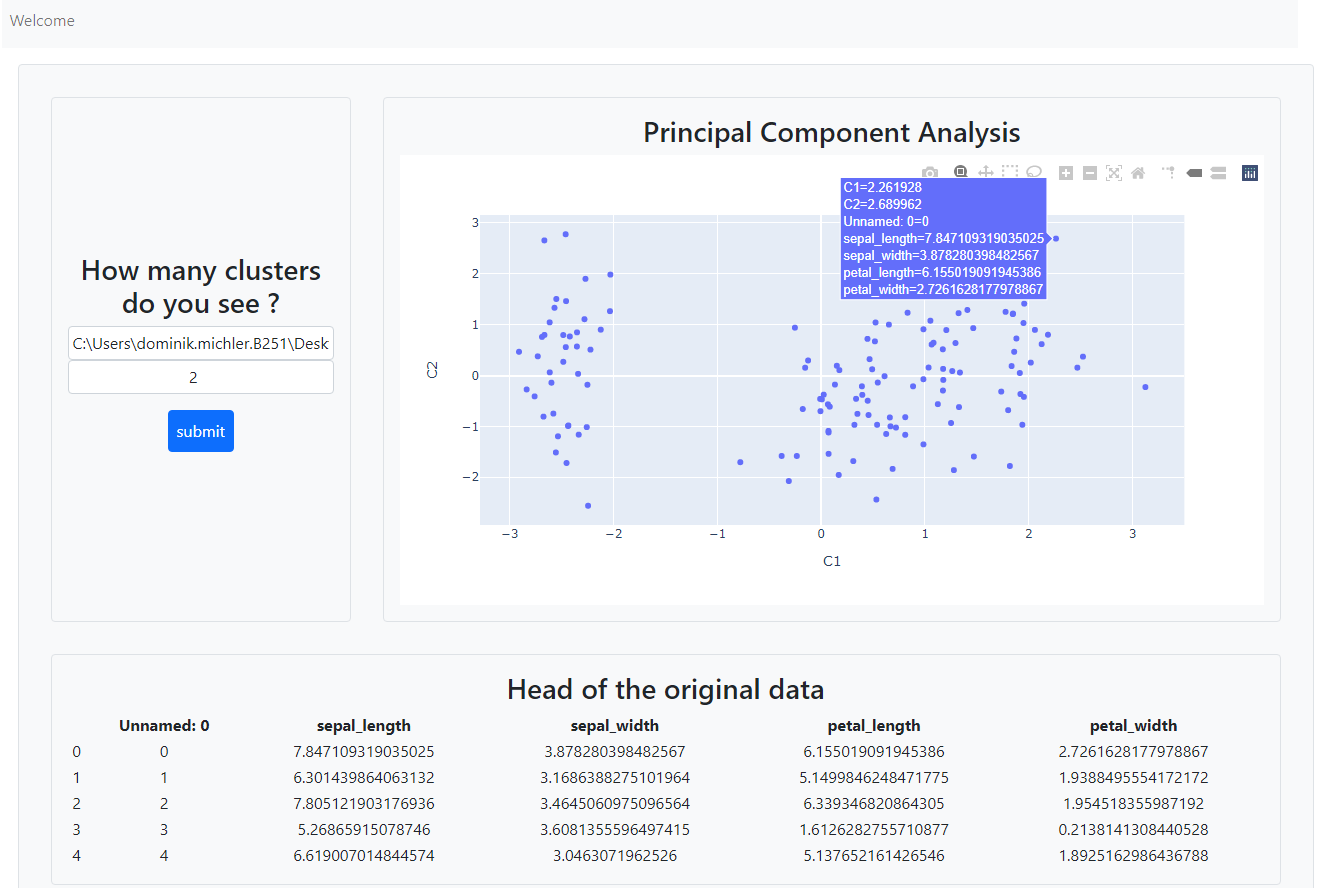 Welcome
How many clusters
do you see ?
C:\Users\dominik.michler.B251\Desk
2
submit
Principal Component Analysis
C1=2.261928
C2=2.689962
Unnamed: 0=0
sepal_length=7.847109319035025
sepal_width=3.878280398482567
petal_length=6.155019091945386
petal_width=2.7261628177978867
3
2
1
0
−1
−2
C2
−3 −2 −1 0 1 2 3
C1
Head of the original data
Unnamed: 0 sepal_length sepal_width petal_length petal_width
0 0 7.847109319035025 3.878280398482567 6.155019091945386 2.7261628177978867
1 1 6.301439864063132 3.1686388275101964 5.1499846248471775 1.9388495554172172
2 2 7.805121903176936 3.4645060975096564 6.339346820864305 1.954518355987192
3 3 5.26865915078746 3.6081355596497415 1.6126282755710877 0.2138141308440528
4 4 6.619007014844574 3.0463071962526 5.137652161426546 1.8925162986436788